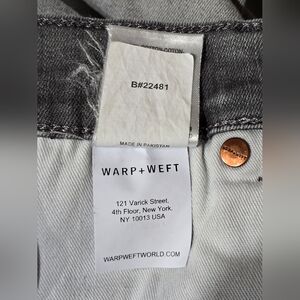 B#22481
MADE IN PAKISTAN
WARP+WEFT
121 Varick Street,
4th Floor, New York,
NY 10013 USA
WARPWEFTWORLD.COM